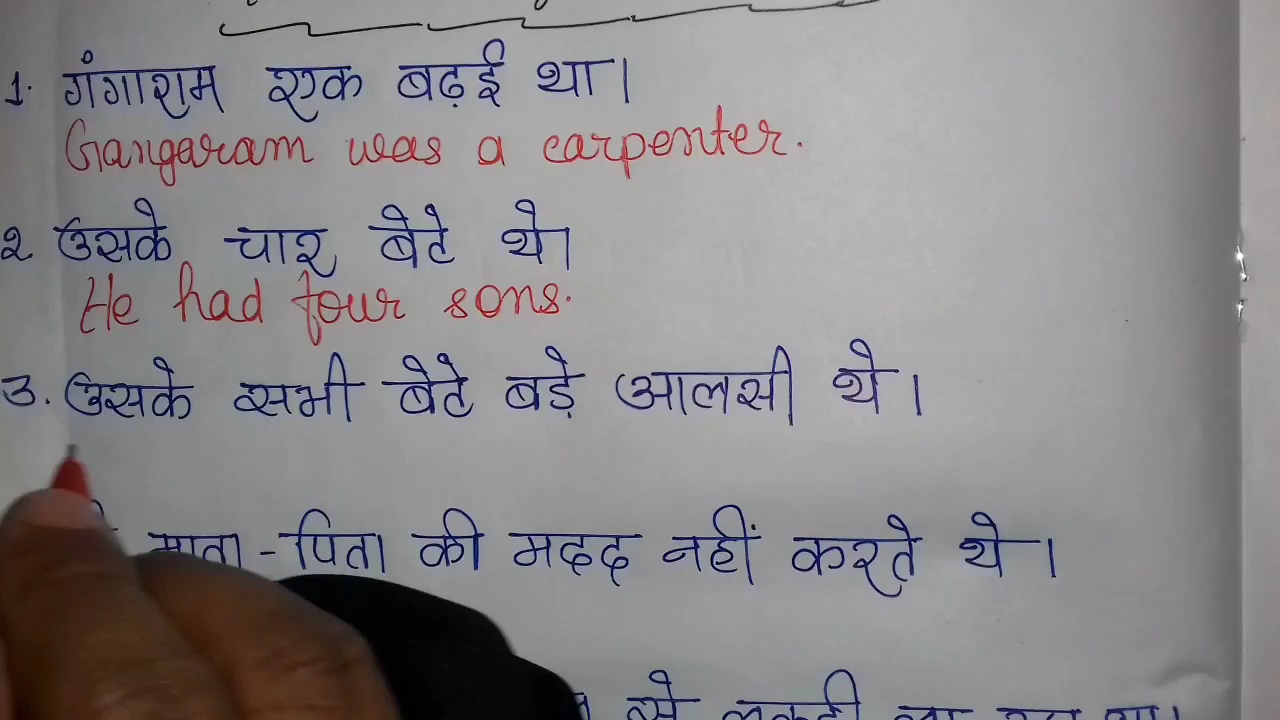 1. गंगाराम एक बढ़ई था।
Gangaram was a carpenter.
2. उसके चार बेटे थे।
He had four sons.
3. उसके सभी बेटे बड़े आलसी थे।
माता-पिता की मदद नहीं करते थे।
से